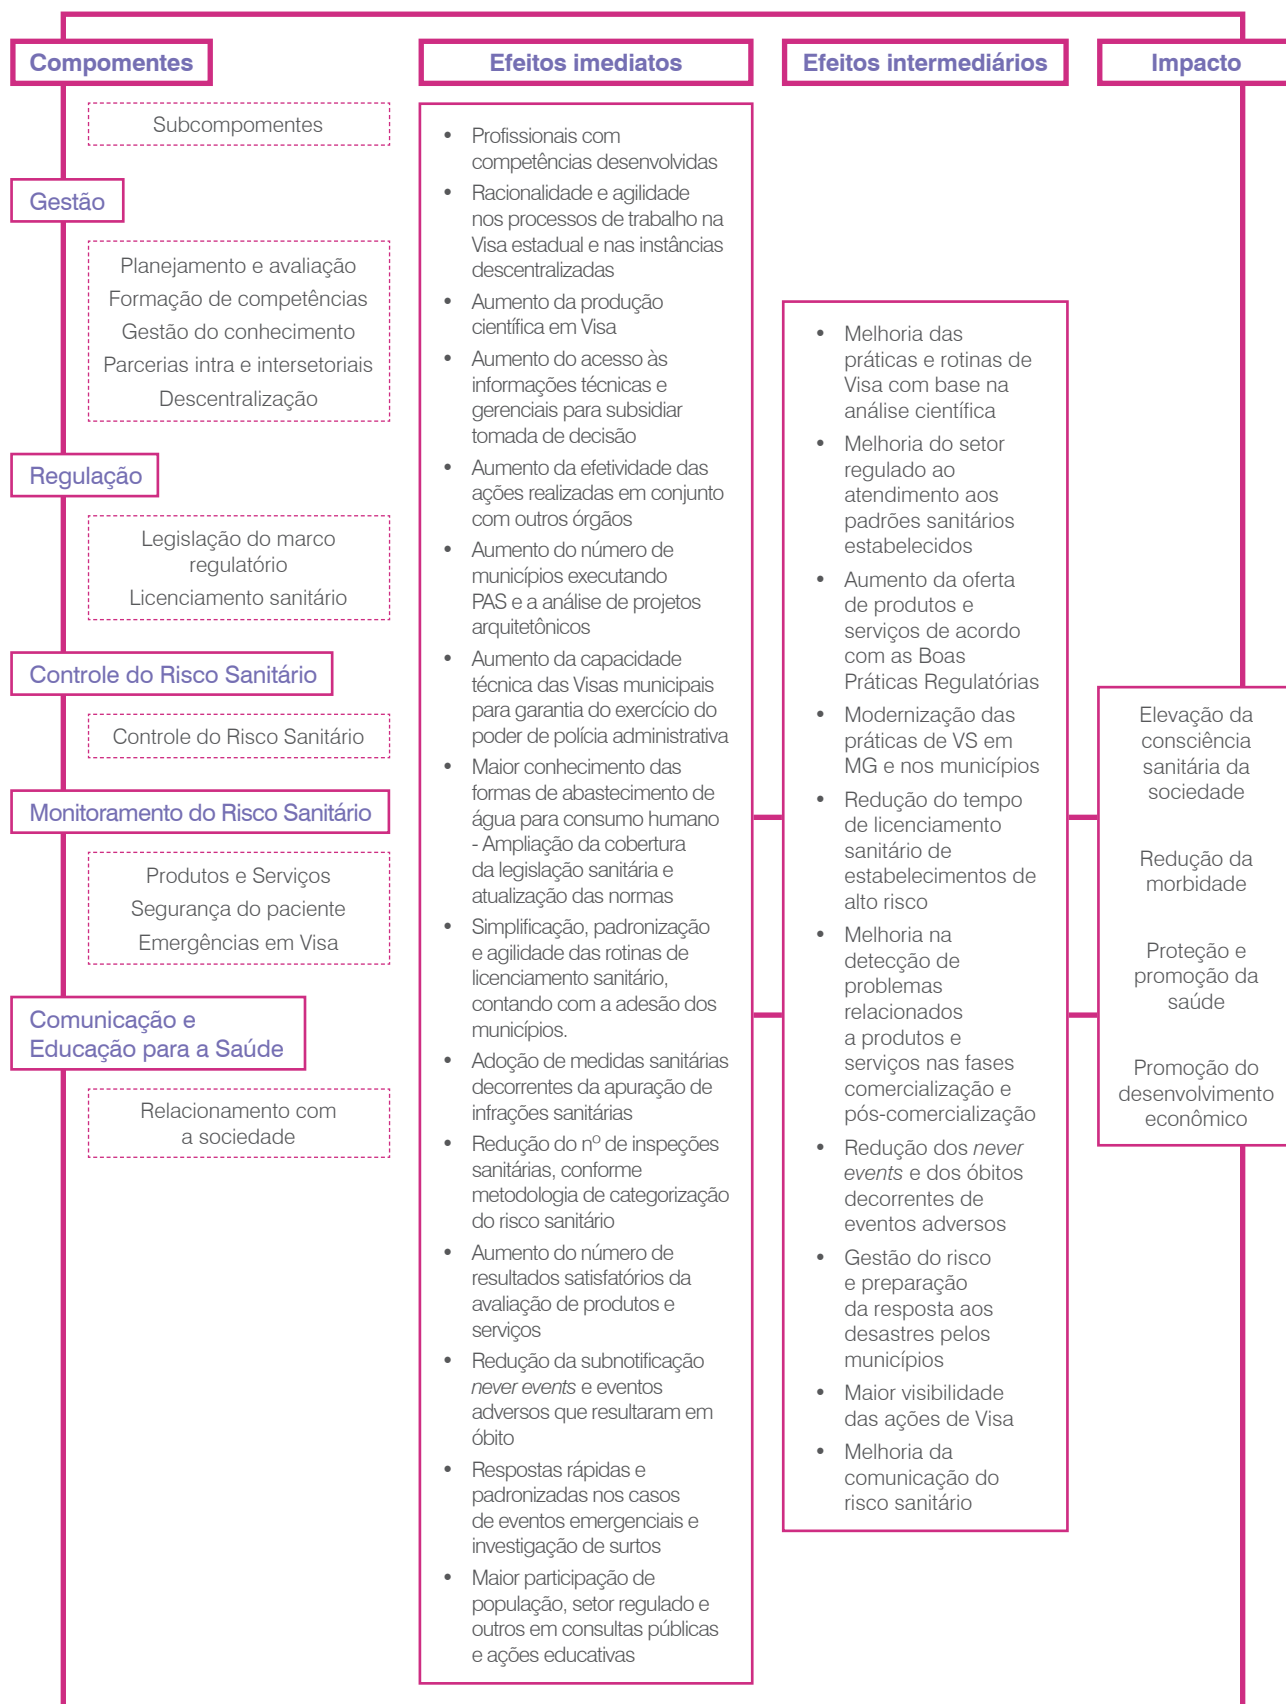 Compomentes
Subcompomentes
Gestão
Planejamento e avaliação
Formação de competências
Gestão do conhecimento
Parcerias intra e intersetoriais
Descentralização
Regulação
Legislação do marco
regulatório
Licenciamento sanitário
Controle do Risco Sanitário
Controle do Risco Sanitário
Monitoramento do Risco Sanitário
Produtos e Serviços
Segurança do paciente
Emergências em Visa
Comunicação e
Educação para a Saúde
Relacionamento com
a sociedade
Efeitos imediatos
• Profissionais com
competências desenvolvidas
• Racionalidade e agilidade
nos processos de trabalho na
Visa estadual e nas instâncias
descentralizadas
• Aumento da produção
científica em Visa
• Aumento do acesso às
informações técnicas e
gerenciais para subsidiar
tomada de decisão
• Aumento da efetividade das
ações realizadas em conjunto
com outros órgãos
• Aumento do número de
municípios executando
PAS e a análise de projetos
arquitetônicos
• Aumento da capacidade
técnica das Visas municipais
para garantia do exercício do
poder de polícia administrativa
• Maior conhecimento das
formas de abastecimento de
água para consumo humano
- Ampliação da cobertura
da legislação sanitária e
atualização das normas
• Simplificação, padronização
e agilidade das rotinas de
licenciamento sanitário,
contando com a adesão dos
municípios.
• Adoção de medidas sanitárias
decorrentes da apuração de
infrações sanitárias
• Redução do nº de inspeções
sanitárias, conforme
metodologia de categorização
do risco sanitário
• Aumento do número de
resultados satisfatórios da
avaliação de produtos e
serviços
• Redução da subnotificação
never events e eventos
adversos que resultaram em
óbito
• Respostas rápidas e
padronizadas nos casos
de eventos emergenciais e
investigação de surtos
• Maior participação de
população, setor regulado e
outros em consultas públicas
e ações educativas
Efeitos intermediários
• Melhoria das
práticas e rotinas de
Visa com base na
análise científica
• Melhoria do setor
regulado ao
atendimento aos
padrões sanitários
estabelecidos
• Aumento da oferta
de produtos e
serviços de acordo
com as Boas
Práticas Regulatórias
• Modernização das
práticas de VS em
MG e nos municípios
• Redução do tempo
de licenciamento
sanitário de
estabelecimentos de
alto risco
• Melhoria na
detecção de
problemas
relacionados
a produtos e
serviços nas fases
comercialização e
pós-comercialização
• Redução dos never
events e dos óbitos
decorrentes de
eventos adversos
• Gestão do risco
e preparação
da resposta aos
desastres pelos
municípios
• Maior visibilidade
das ações de Visa
• Melhoria da
comunicação do
risco sanitário
Impacto
Elevação da
consciência
sanitária da
sociedade
Redução da
morbidade
Proteção e
promoção da
saúde
Promoção do
desenvolvimento
econômico